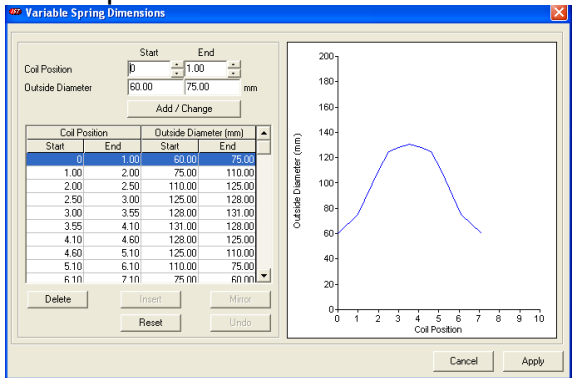 IST Variable Spring Dimensions
Start End
Coil Position 0 1.00
Outside Diameter 60.00 75.00 mm
Add / Change
Coil Position Outside Diameter (mm)
Start End Start End
0 1.00 60.00 75.00
1.00 2.00 75.00 110.00
2.00 2.50 110.00 125.00
2.50 3.00 125.00 128.00
3.00 3.55 128.00 131.00
3.55 4.10 131.00 128.00
4.10 4.60 128.00 125.00
4.60 5.10 125.00 110.00
5.10 6.10 110.00 75.00
6.10 7.10 75.00 60.00
Delete Insert Mirror
Reset Undo
Outside Diameter (mm)
200
180
160
140
120
100
80
60
40
20
0
0 1 2 3 4 5 6 7 8 9 10
Coil Position
Cancel Apply